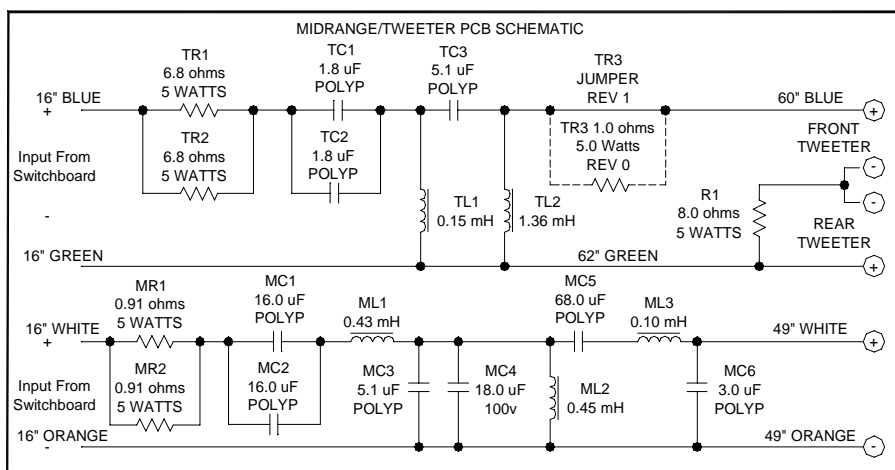 MIDRANGE/TWEETER PCB SCHEMATIC
TR1
6.8 ohms
5 WATTS
TC1
1.8 uF
POLYP
TC3
5.1 uF
POLYP
TR3
JUMPER
REV 1
16" BLUE
+
60" BLUE
+
TR2
6.8 ohms
5 WATTS
TC2
1.8 uF
POLYP
TR3 1.0 ohms
5.0 Watts
REV 0
FRONT
TWEETER
-
-
Input From
Switchboard
-
TL1
0.15 mH
TL2
1.36 mH
R1
8.0 ohms
5 WATTS
REAR
TWEETER
16" GREEN
62" GREEN
+
MR1
0.91 ohms
5 WATTS
MC1
16.0 uF
POLYP
ML1
0.43 mH
MC5
68.0 uF
POLYP
ML3
0.10 mH
16" WHITE
+
49" WHITE
+
MR2
0.91 ohms
5 WATTS
MC2
16.0 uF
POLYP
MC3
5.1 uF
POLYP
MC4
18.0 uF
100v
ML2
0.45 mH
MC6
3.0 uF
POLYP
Input From
Switchboard
16" ORANGE
-
49" ORANGE
-